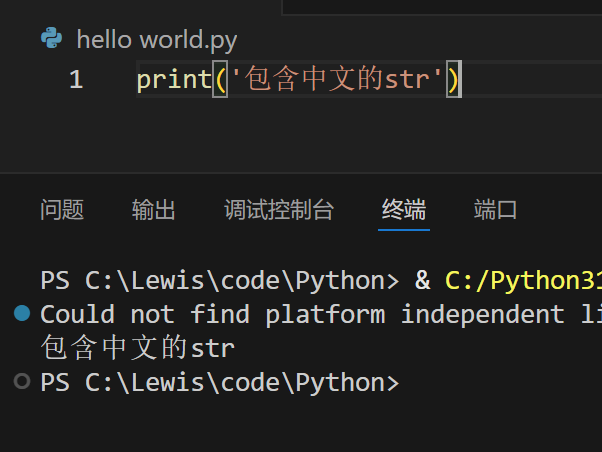 hello world.py
1 print('包含中文的str')
问题 输出 调试控制台 终端 端口
PS C:\Lewis\code\Python> & C:/Python31
Could not find platform independent li
包含中文的str
PS C:\Lewis\code\Python>